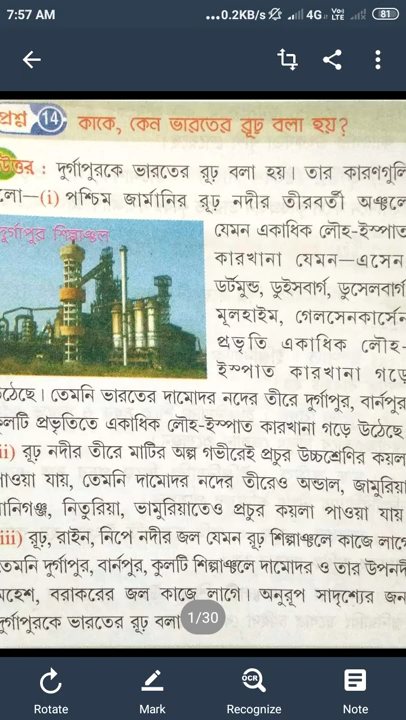 7:57 AM
...0.2KB/s 4G Vo LTE 81
প্রশ্ন 14 কাকে, কেন ভারতের রূঢ় বলা হয়?
উত্তর : দুর্গাপুরকে ভারতের রূঢ় বলা হয়। তার কারণগুলি
লো—(i) পশ্চিম জার্মানির রূঢ় নদীর তীরবর্তী অঞ্চলে
দুর্গাপুর শিল্পাঞ্চল
যেমন একাধিক লৌহ-ইস্পাত
কারখানা যেমন—এসেন
ডর্টমুন্ড, ডুইসবার্গ, ডুসেলবার্গ
মূলহাইম, গেলসেনকার্সেন
প্রভৃতি একাধিক লৌহ-
ইস্পাত কারখানা গড়ে
উঠেছে। তেমনি ভারতের দামোদর নদের তীরে দুর্গাপুর, বার্নপুর
কুলটি প্রভৃতিতে একাধিক লৌহ-ইস্পাত কারখানা গড়ে উঠেছে
ii) রূঢ় নদীর তীরে মাটির অল্প গভীরেই প্রচুর উচ্চশ্রেণির কয়লা
পাওয়া যায়, তেমনি দামোদর নদের তীরেও অন্ডাল, জামুরিয়া
রানিগঞ্জ, নিতুরিয়া, ভামুরিয়াতেও প্রচুর কয়লা পাওয়া যায়
iii) রূঢ়, রাইন, নিপে নদীর জল যেমন রূঢ় শিল্পাঞ্চলে কাজে লাগে
তেমনি দুর্গাপুর, বার্নপুর, কুলটি শিল্পাঞ্চলে দামোদর ও তার উপনদী
বরাকরের জল কাজে লাগে। অনুরূপ সাদৃশ্যের জন্য
দুর্গাপুরকে ভারতের রূঢ় বলা
1/30
Rotate
Mark
OCR
Recognize
Note